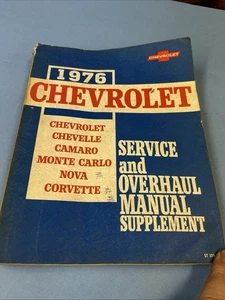 CHEVROLET
1976
CHEVROLET
CHEVROLET
CHEVELLE
CAMARO
MONTE CARLO
NOVA
CORVETTE
SERVICE
and
OVERHAUL
MANUAL
SUPPLEMENT